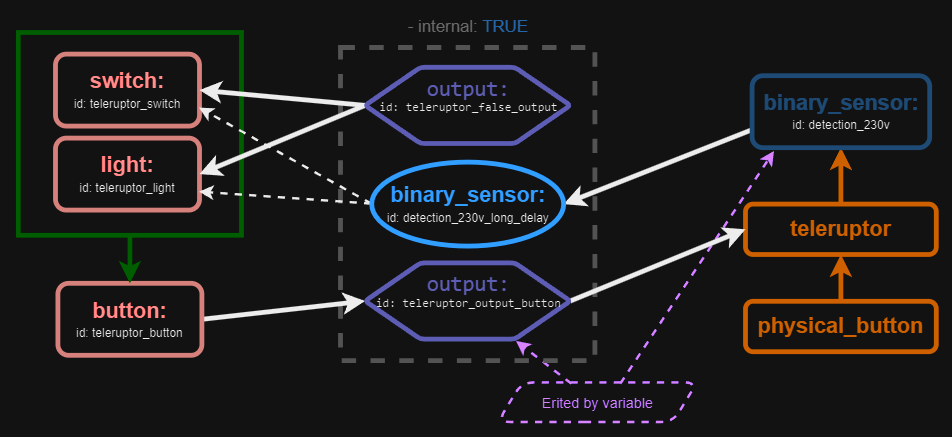 - internal: TRUE
switch:
id: teleruptor_switch
light:
id: teleruptor_light
button:
id: teleruptor_button
output:
id: teleruptor_false_output
binary_sensor:
id: detection_230v_long_delay
output:
id: teleruptor_output_button
binary_sensor:
id: detection_230v
teleruptor
physical_button
Erited by variable